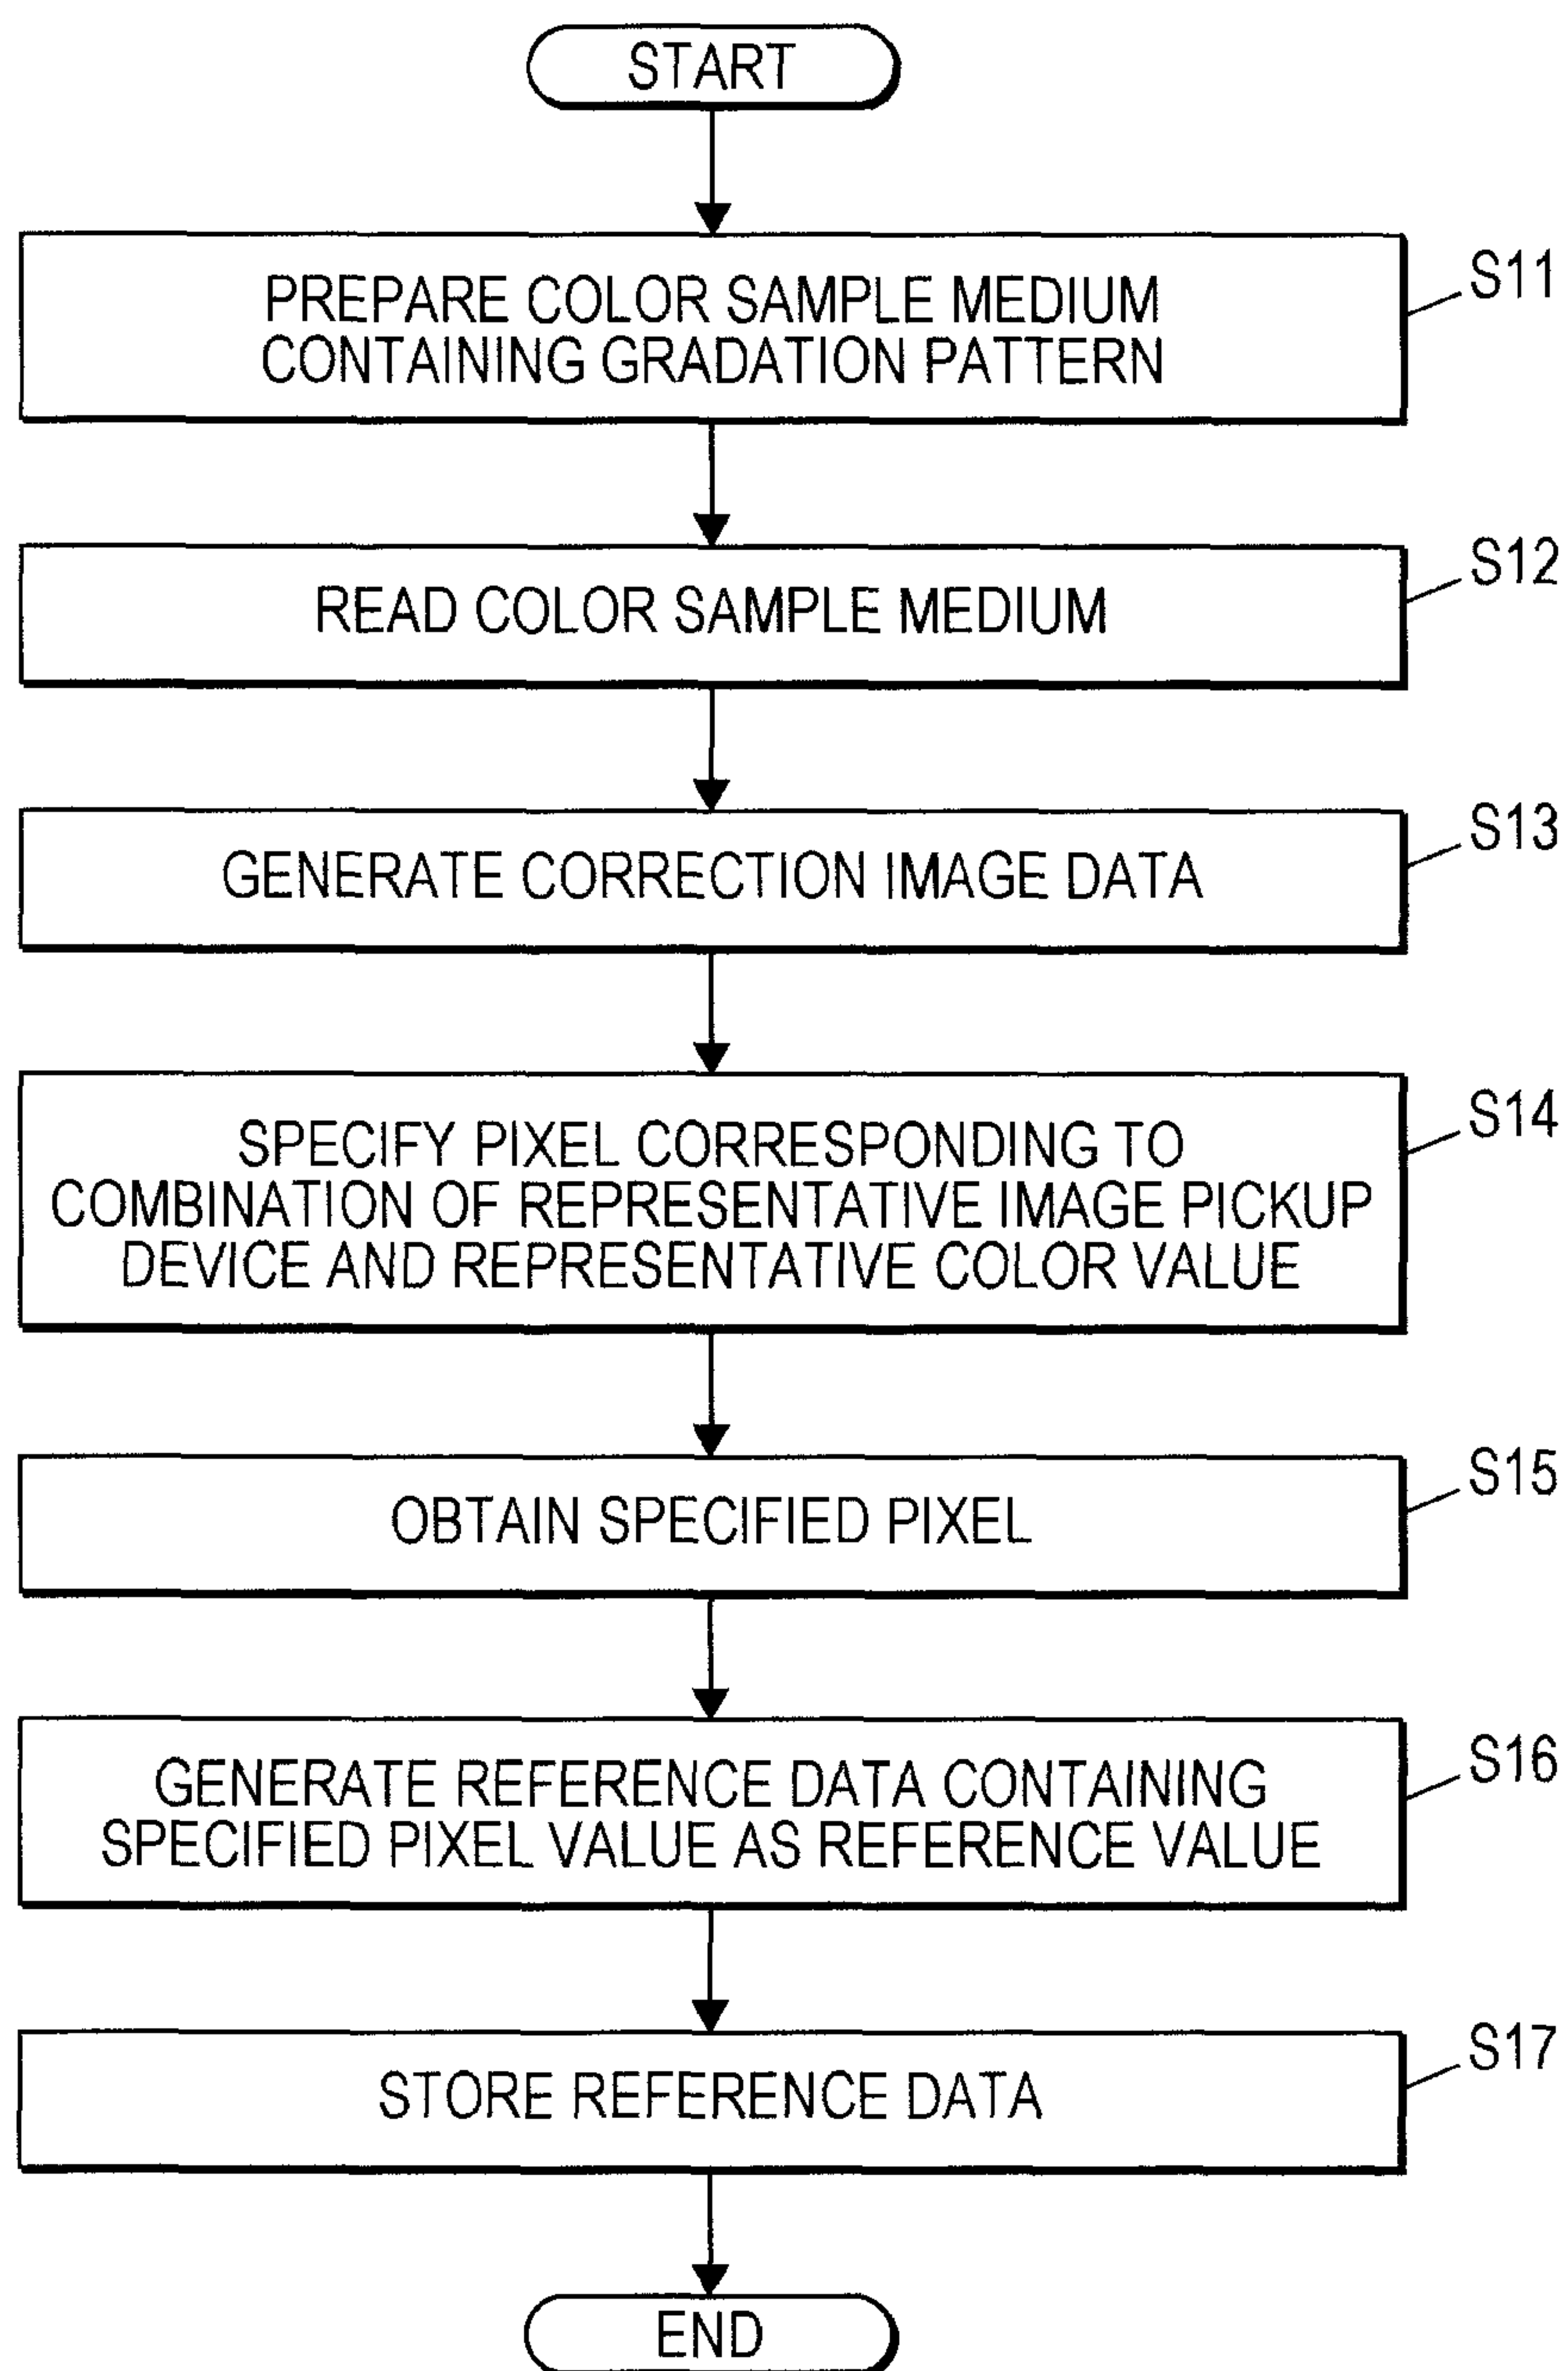 START
PREPARE COLOR SAMPLE MEDIUM
CONTAINING GRADATION PATTERN
S11
READ COLOR SAMPLE MEDIUM
S12
GENERATE CORRECTION IMAGE DATA
S13
SPECIFY PIXEL CORRESPONDING TO
COMBINATION OF REPRESENTATIVE IMAGE PICKUP
DEVICE AND REPRESENTATIVE COLOR VALUE
S14
OBTAIN SPECIFIED PIXEL
S15
GENERATE REFERENCE DATA CONTAINING
SPECIFIED PIXEL VALUE AS REFERENCE VALUE
S16
STORE REFERENCE DATA
S17
END